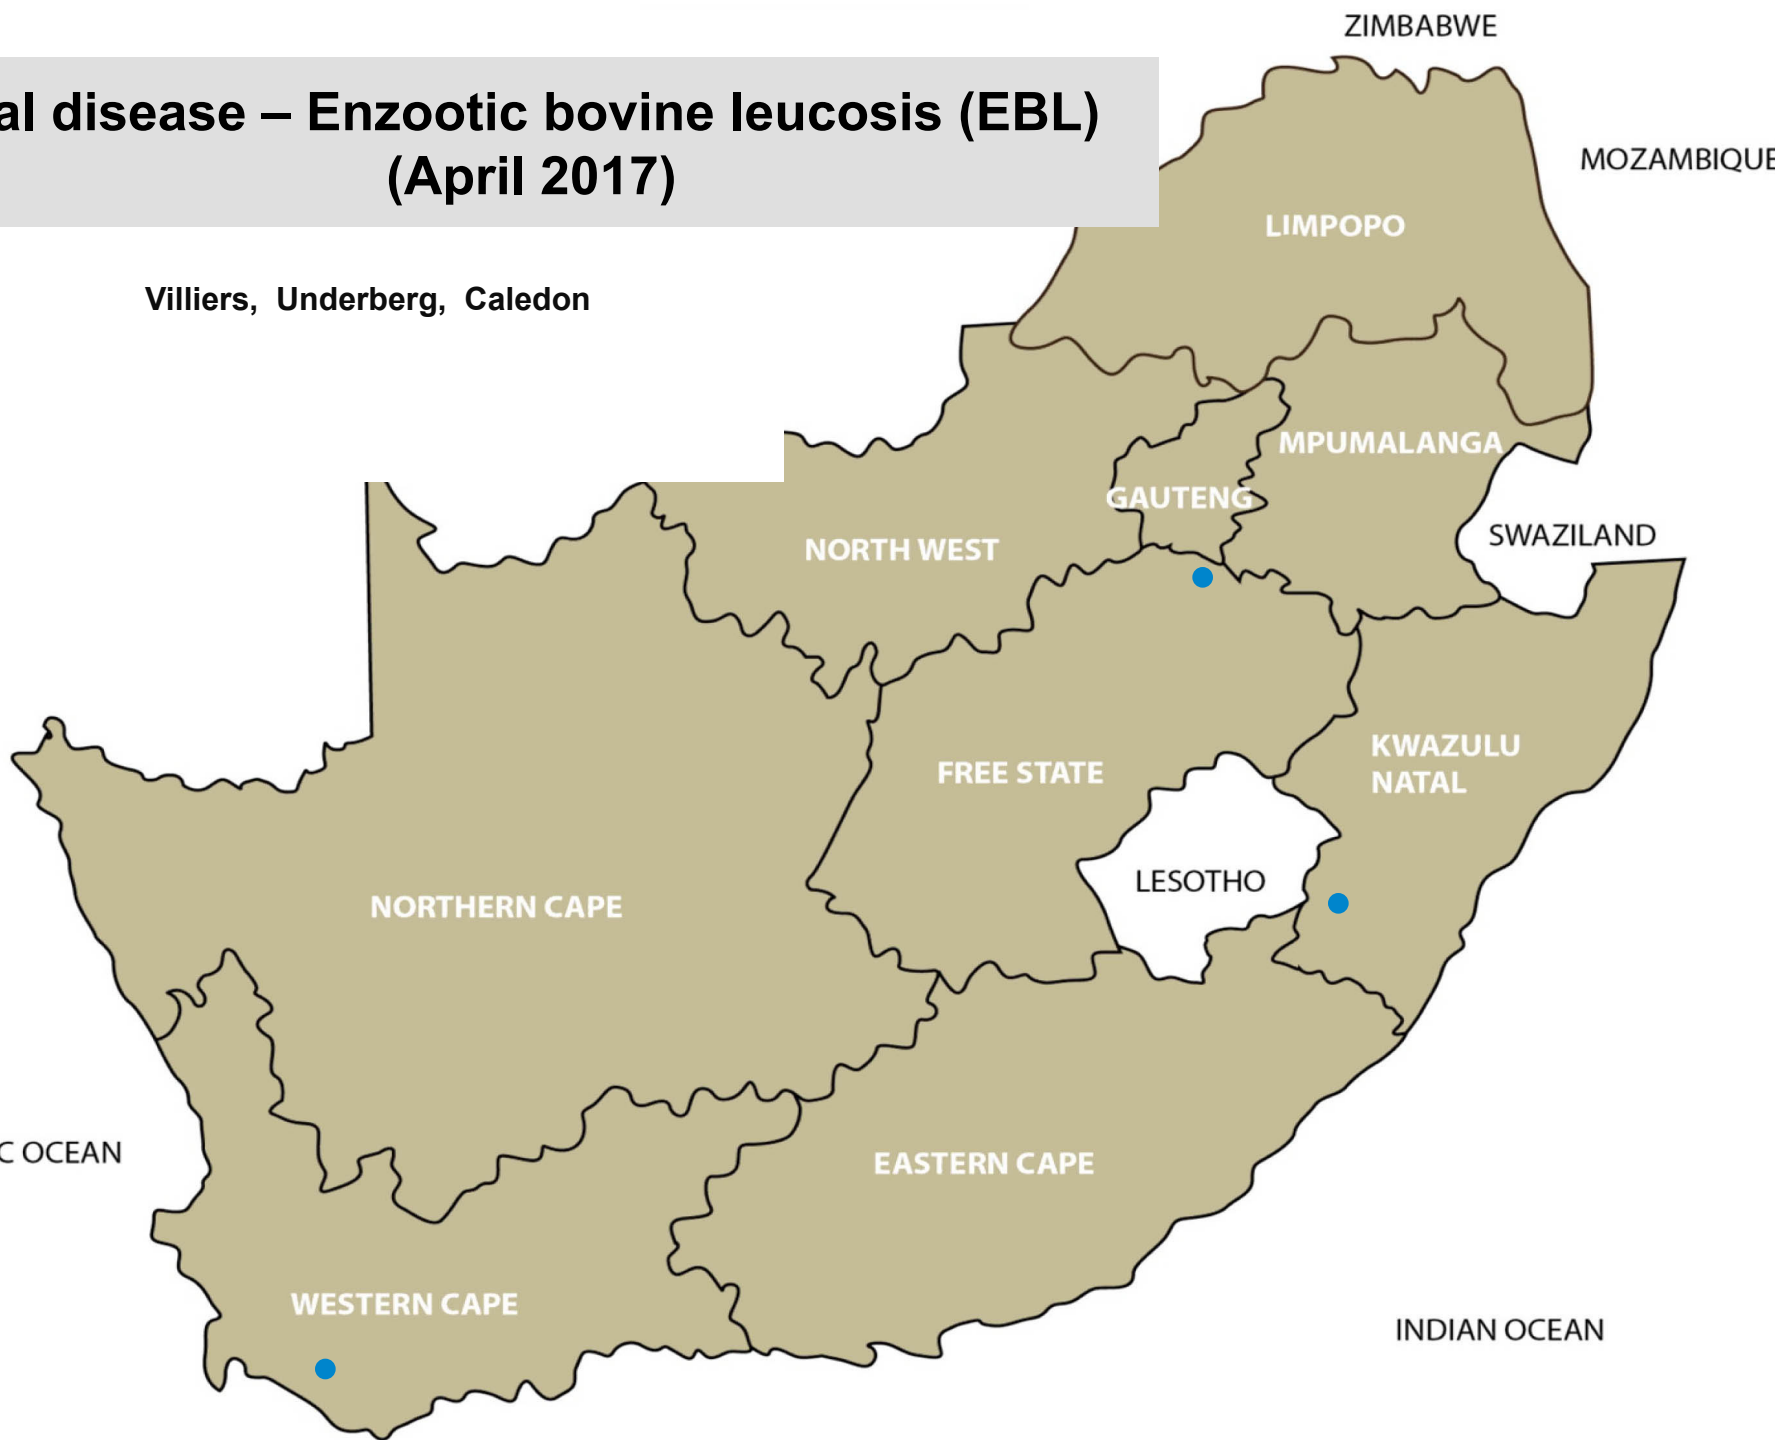 ZIMBABWE
al disease – Enzootic bovine leucosis (EBL)
(April 2017)
MOZAMBIQUE
LIMPOPO
Villiers, Underberg, Caledon
MPUMALANGA
GAUTENG
SWAZILAND
NORTH WEST
KWAZULU
NATAL
FREE STATE
LESOTHO
NORTHERN CAPE
C OCEAN
EASTERN CAPE
WESTERN CAPE
INDIAN OCEAN